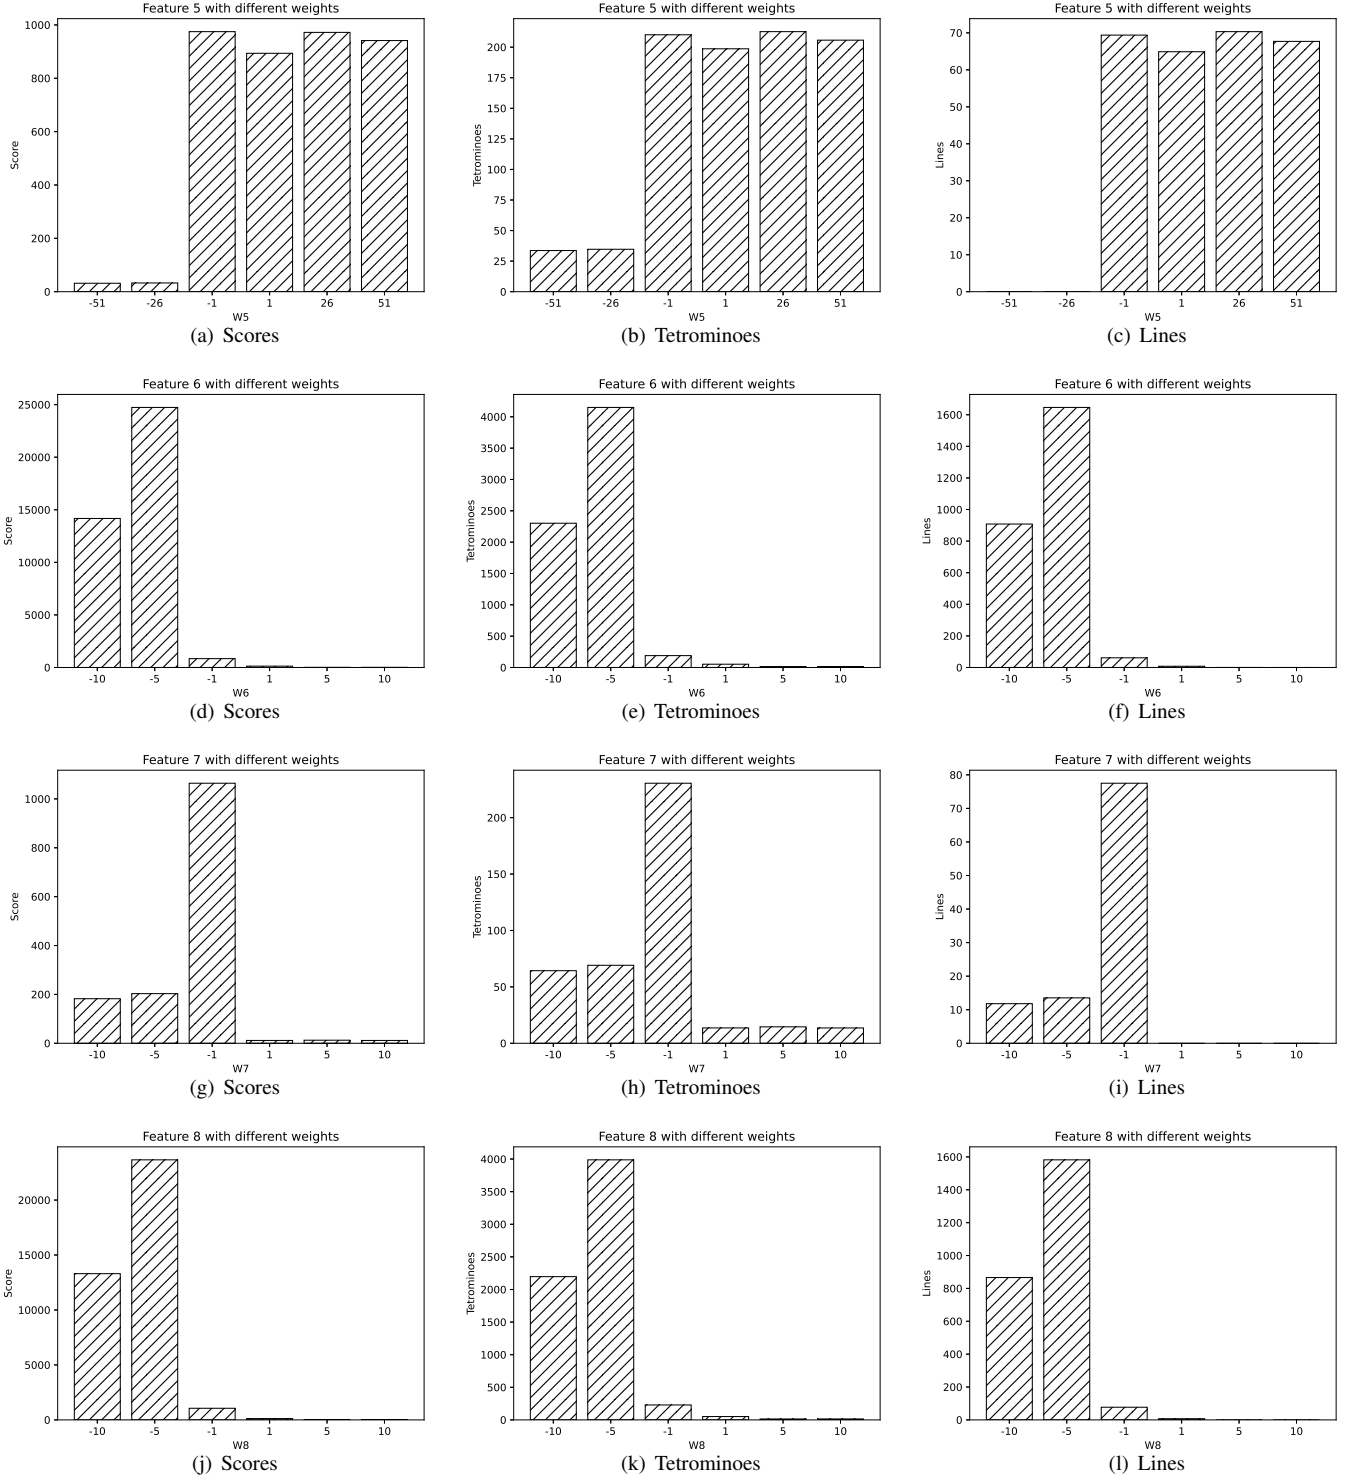 Feature 5 with different weights
1000
800
600
400
200
0
Score
-51 -26 -1 1 26 51
W5
(a) Scores
Feature 5 with different weights
200
175
150
125
100
75
50
25
0
Tetrominoes
-51 -26 -1 1 26 51
W5
(b) Tetrominoes
Feature 5 with different weights
70
60
50
40
30
20
10
0
Lines
-51 -26 -1 1 26 51
W5
(c) Lines
Feature 6 with different weights
25000
20000
15000
10000
5000
0
Score
-10 -5 -1 1 5 10
W6
(d) Scores
Feature 6 with different weights
4000
3500
3000
2500
2000
1500
1000
500
0
Tetrominoes
-10 -5 -1 1 5 10
W6
(e) Tetrominoes
Feature 6 with different weights
1600
1400
1200
1000
800
600
400
200
0
Lines
-10 -5 -1 1 5 10
W6
(f) Lines
Feature 7 with different weights
1000
800
600
400
200
0
Score
-10 -5 -1 1 5 10
W7
(g) Scores
Feature 7 with different weights
200
150
100
50
0
Tetrominoes
-10 -5 -1 1 5 10
W7
(h) Tetrominoes
Feature 7 with different weights
80
70
60
50
40
30
20
10
0
Lines
-10 -5 -1 1 5 10
W7
(i) Lines
Feature 8 with different weights
20000
15000
10000
5000
0
Score
-10 -5 -1 1 5 10
W8
(j) Scores
Feature 8 with different weights
4000
3500
3000
2500
2000
1500
1000
500
0
Tetrominoes
-10 -5 -1 1 5 10
W8
(k) Tetrominoes
Feature 8 with different weights
1600
1400
1200
1000
800
600
400
200
0
Lines
-10 -5 -1 1 5 10
W8
(l) Lines